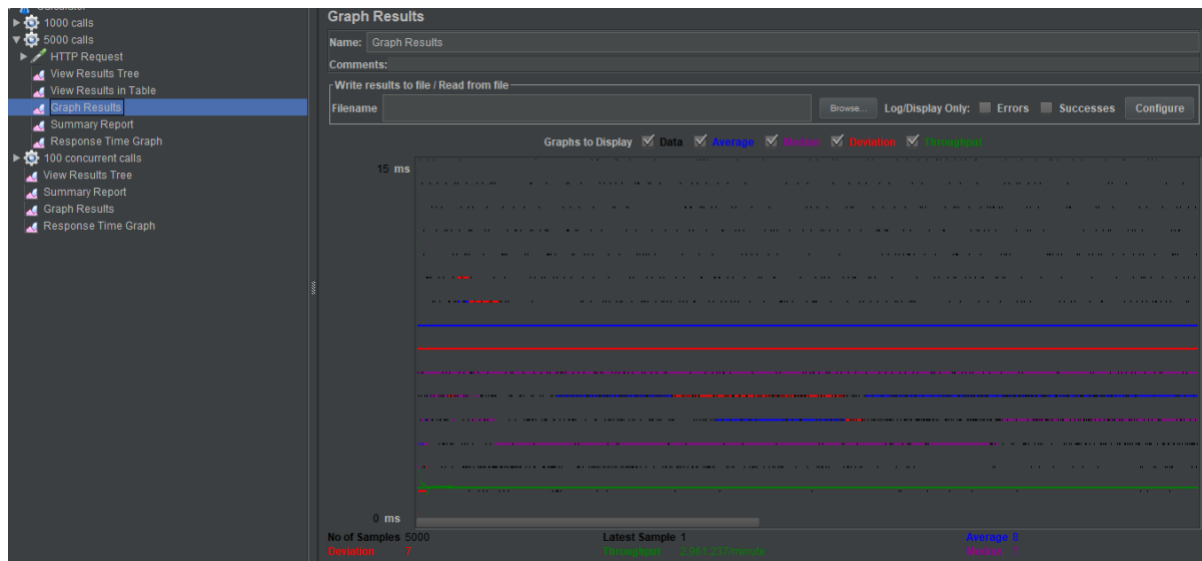 1000 calls
5000 calls
HTTP Request
View Results Tree
View Results in Table
Graph Results
Summary Report
Response Time Graph
100 concurrent calls
View Results Tree
Summary Report
Graph Results
Response Time Graph
Graph Results
Name: Graph Results
Comments:
Write results to file / Read from file
Filename Browse... Log/Display Only: Errors Successes Configure
Graphs to Display Data Average Median Deviation Throughput
15 ms
0 ms
No of Samples 5000 Latest Sample 1 Average 8
Deviation 7 Throughput Median